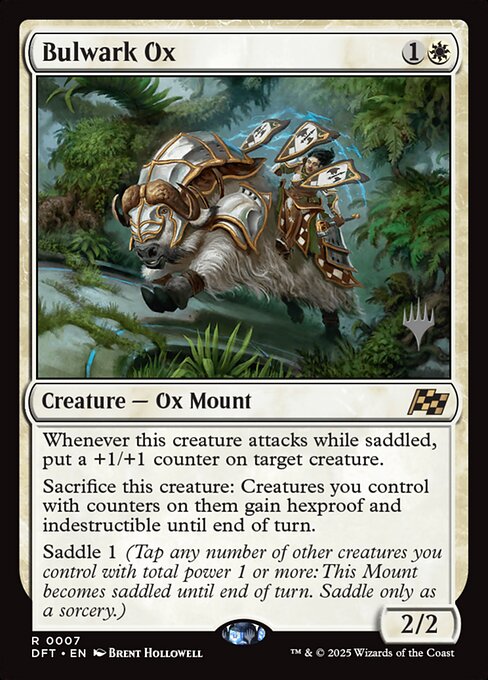 Bulwark Ox 1
Creature — Ox Mount
Whenever this creature attacks while saddled,
put a +1/+1 counter on target creature.
Sacrifice this creature: Creatures you control
with counters on them gain hexproof and
indestructible until end of turn.
Saddle 1 (Tap any number of other creatures you
control with total power 1 or more: This Mount
becomes saddled until end of turn. Saddle only as
a sorcery.)
2/2
R 0007
DFT • EN Brent Hollowell
™ & © 2025 Wizards of the Coast